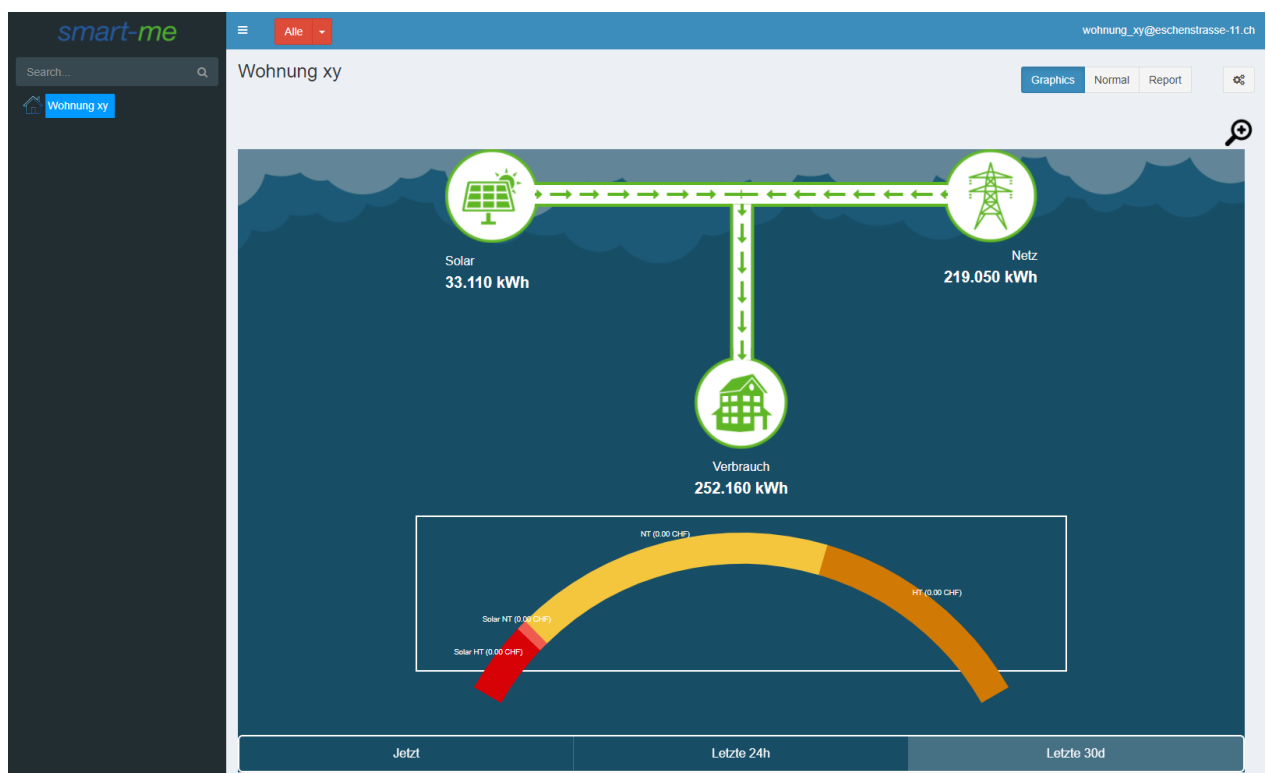 smart-me
Alle
wohnung_xy@eschenstrasse-11.ch
Search...
Wohnung xy
Wohnung xy
Graphics Normal Report
Solar
33.110 kWh
Netz
219.050 kWh
Verbrauch
252.160 kWh
NT (0.00 CHF)
HT (0.00 CHF)
Solar NT (0.00 CHF)
Solar HT (0.00 CHF)
Jetzt Letzte 24h Letzte 30d